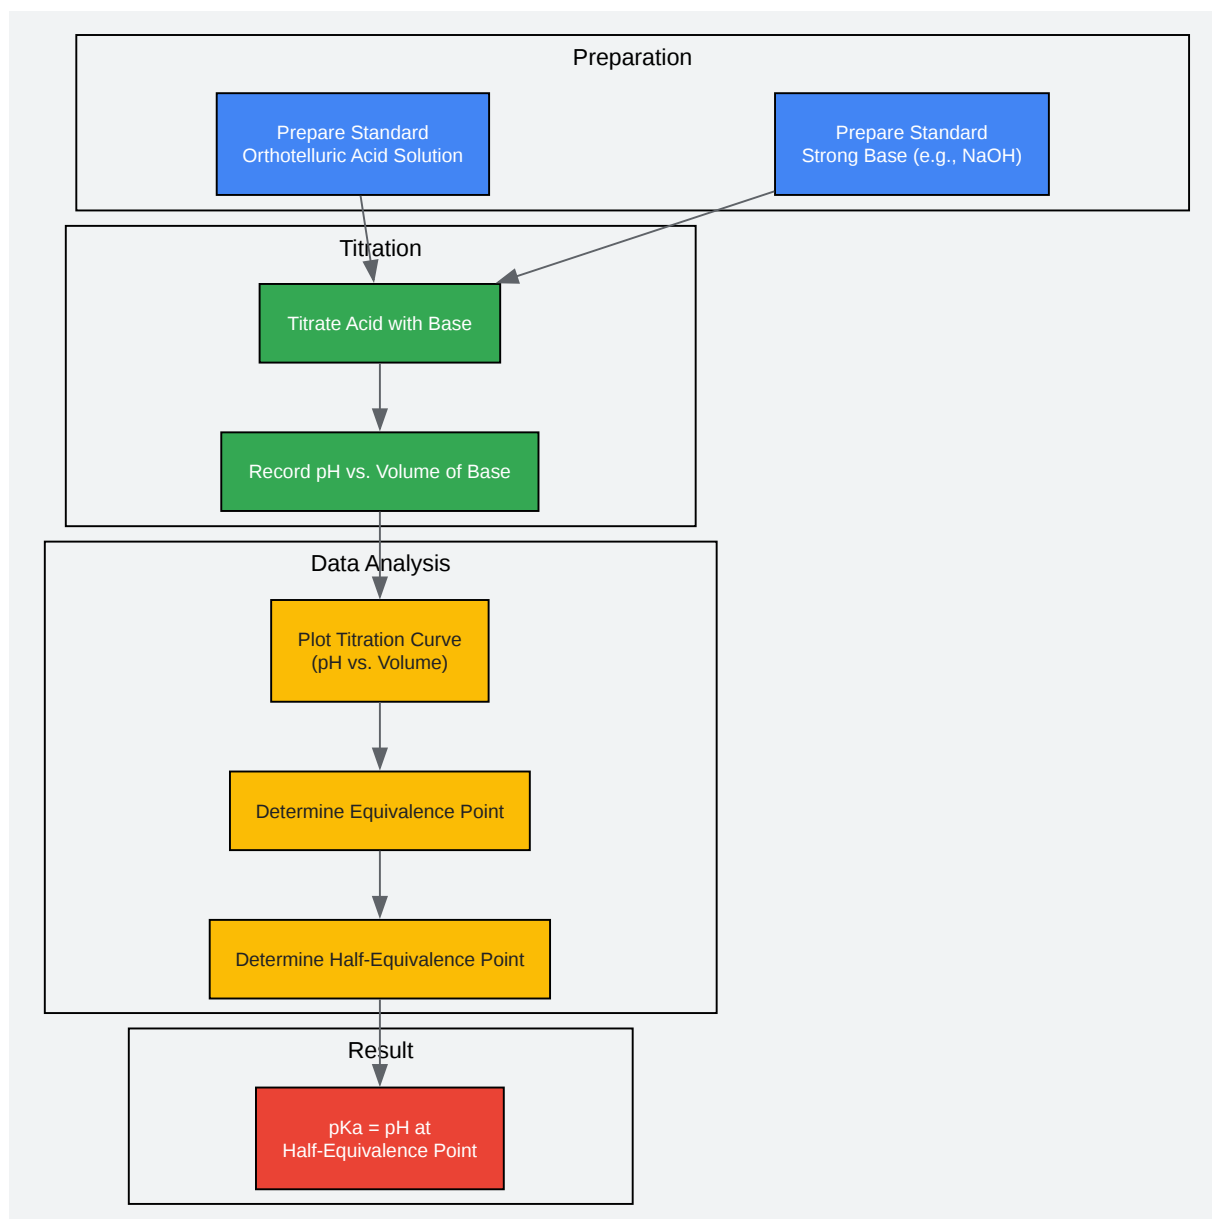 Preparation
Prepare Standard
Orthotelluric Acid Solution
Prepare Standard
Strong Base (e.g., NaOH)
Titration
Titrate Acid with Base
Record pH vs. Volume of Base
Data Analysis
Plot Titration Curve
(pH vs. Volume)
Determine Equivalence Point
Determine Half-Equivalence Point
Result
pKa = pH at
Half-Equivalence Point